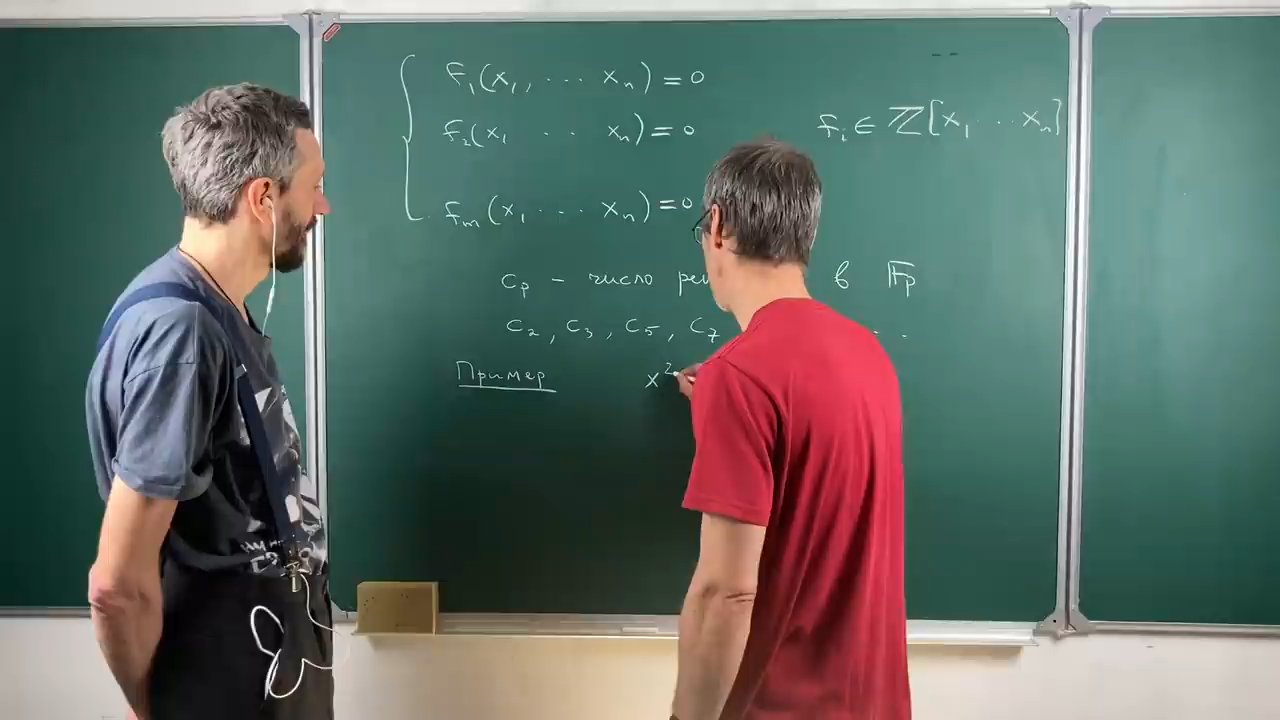 f₁(x₁, ... xₙ) = 0
f₂(x₁ ... xₙ) = 0
fₘ(x₁ ... xₙ) = 0
fᵢ ∈ ℤ[x₁ ... xₙ]
cₚ – число в 𝔽ₚ
c₂, c₃, c₅, c₇ . .
Пример x²